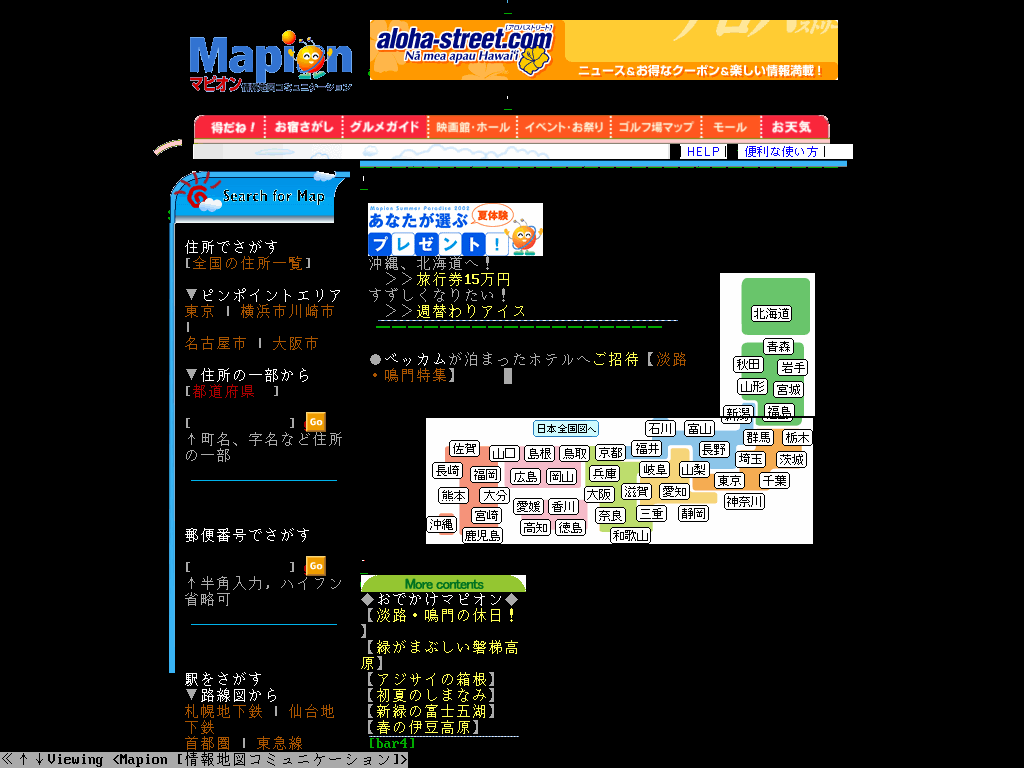 Mapion
マピオン 情報地図コミュニケーション
[アロハストリート]
aloha-street.com
Nā mea apau Hawai'i
ニュース&お得なクーポン&楽しい情報満載！
得だね！ お宿さがし グルメガイド 映画館・ホール イベント・お祭り ゴルフ場マップ モール お天気
| HELP | 便利な使い方 |
Search for Map
住所でさがす
[全国の住所一覧]
▼ピンポイントエリア
東京 | 横浜市川崎市
|
名古屋市 | 大阪市
▼住所の一部から
[都道府県 ]
[ ] Go
↑町名、字名など住所
の一部
郵便番号でさがす
[ ] Go
↑半角入力, ハイフン
省略可
駅をさがす
▼路線図から
札幌地下鉄 | 仙台地
下鉄
首都圏 | 東急線
Mapion Summer Paradise 2002
あなたが選ぶ 夏体験
プレゼント！
沖縄、北海道へ！
＞＞旅行券15万円
すずしくなりたい！
＞＞週替わりアイス
●ベッカムが泊まったホテルへご招待【淡路
・鳴門特集】
北海道
青森
秋田 岩手
山形 宮城
新潟 福島
日本全国図へ 石川 富山
佐賀 山口 島根 鳥取 京都 福井 長野 群馬 栃木
長崎 福岡 広島 岡山 兵庫 岐阜 山梨 埼玉 茨城
熊本 大分 愛媛 香川 大阪 滋賀 愛知 東京 千葉
沖縄 宮崎 高知 徳島 奈良 三重 静岡 神奈川
鹿児島 和歌山
More contents
◆おでかけマピオン◆
【淡路・鳴門の休日！
】
【緑がまぶしい磐梯高
原】
【アジサイの箱根】
【初夏のしまなみ】
【新緑の富士五湖】
【春の伊豆高原】
[bar4]
≪↑↓Viewing <Mapion [情報地図コミュニケーション]>